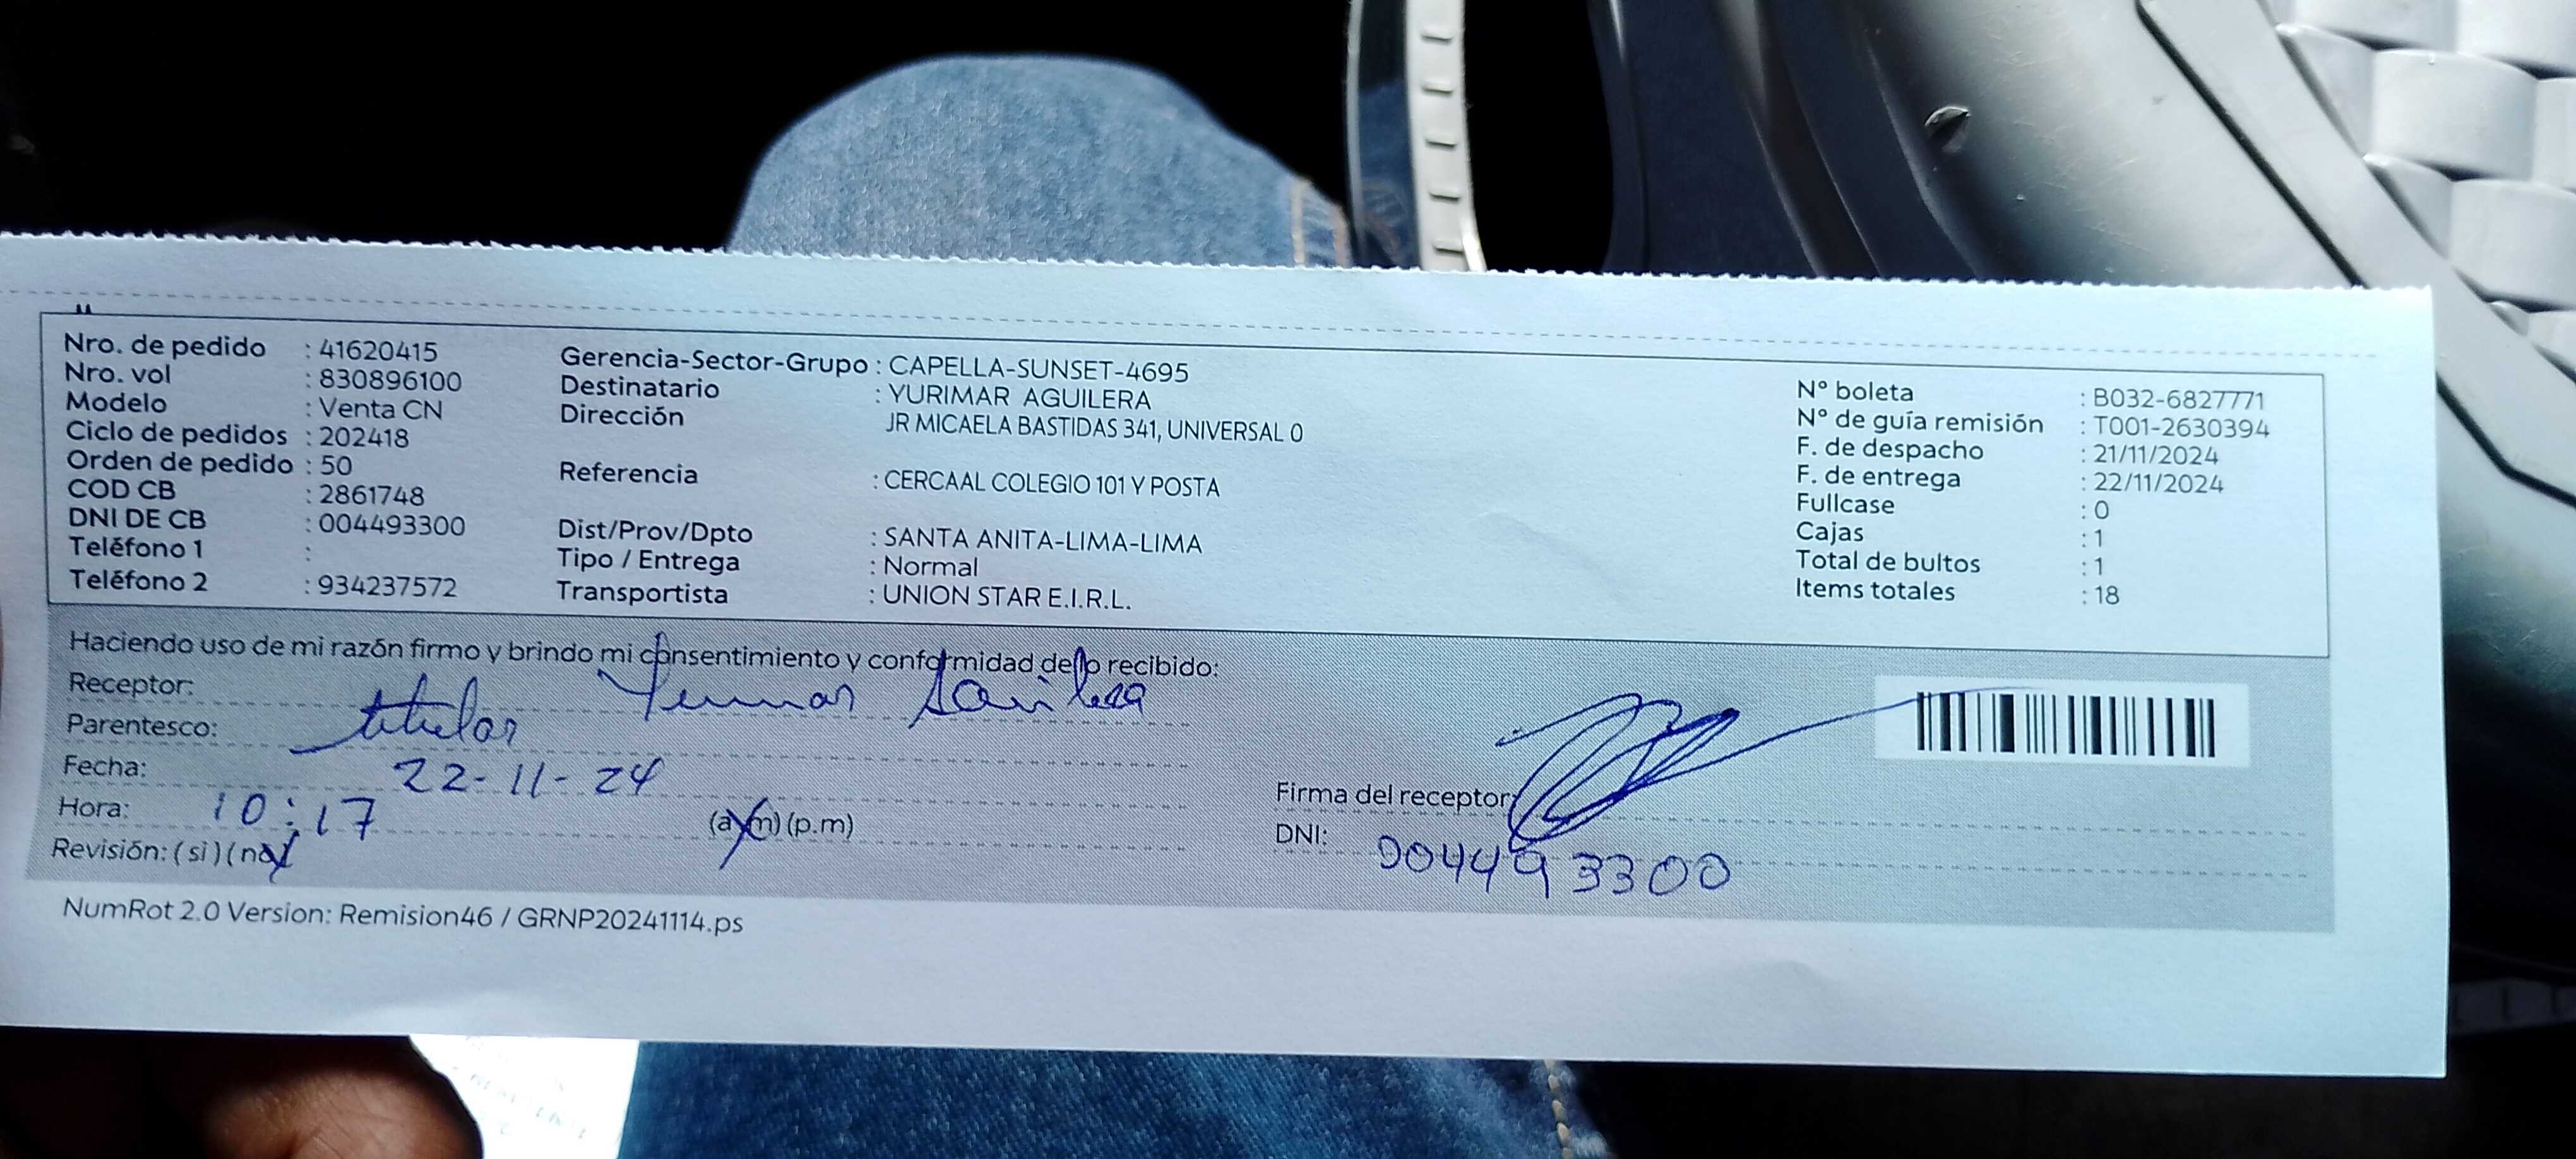 Nro. de pedido : 41620415
Nro. vol : 830896100
Modelo : Venta CN
Ciclo de pedidos : 202418
Orden de pedido : 50
COD CB : 2861748
DNI DE CB : 004493300
Teléfono 1 :
Teléfono 2 : 934237572
Gerencia-Sector-Grupo : CAPELLA-SUNSET-4695
Destinatario : YURIMAR AGUILERA
Dirección JR MICAELA BASTIDAS 341, UNIVERSAL 0
Referencia : CERCAAL COLEGIO 101 Y POSTA
Dist/Prov/Dpto : SANTA ANITA-LIMA-LIMA
Tipo / Entrega : Normal
Transportista : UNION STAR E.I.R.L.
N° boleta : B032-6827771
N° de guía remisión : T001-2630394
F. de despacho : 21/11/2024
F. de entrega : 22/11/2024
Fullcase : 0
Cajas : 1
Total de bultos : 1
Items totales : 18
Haciendo uso de mi razón firmo y brindo mi consentimiento y conformidad de lo recibido:
Receptor:
Parentesco: titular
Fecha: 22-11-24
Hora: 10:17 (a.m) (p.m)
Revisión: (si) (no)
Firma del receptor:
DNI: 004493300
NumRot 2.0 Version: Remision46 / GRNP20241114.ps